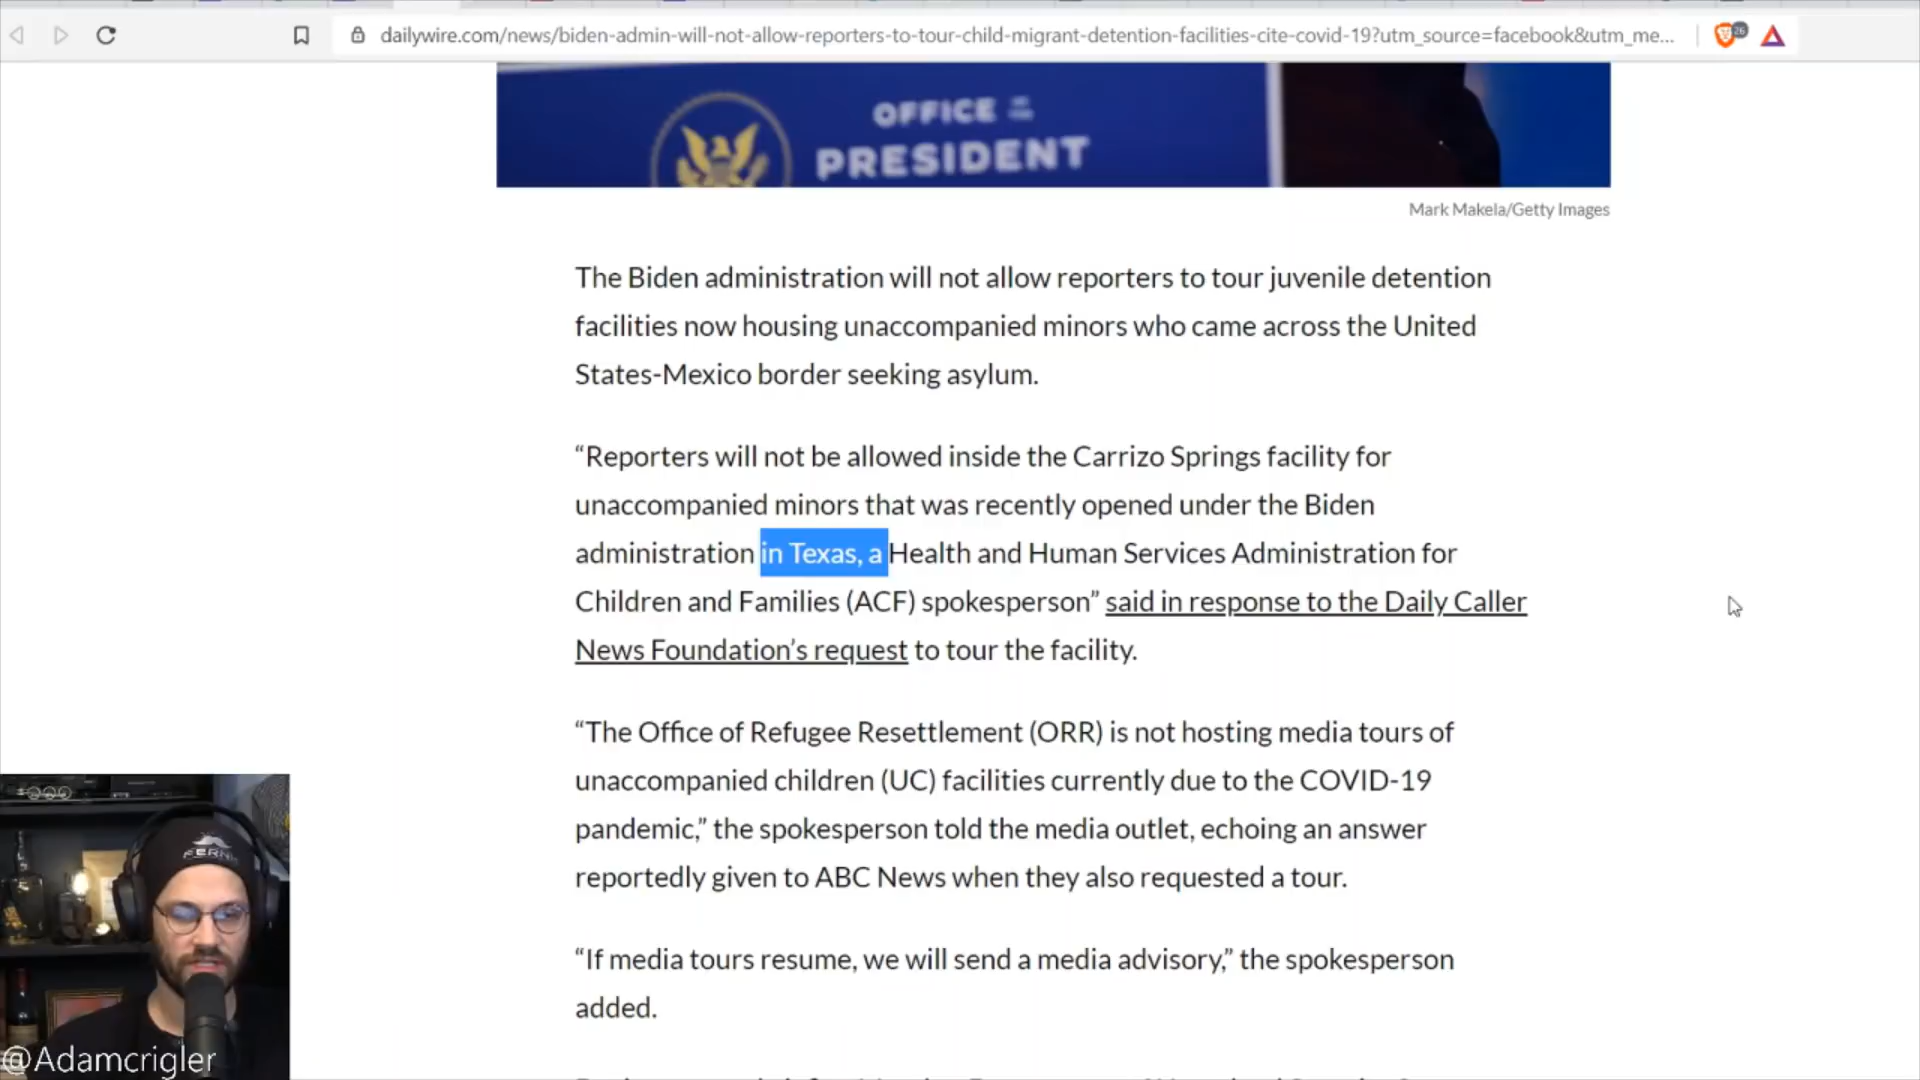 dailywire.com/news/biden-admin-will-not-allow-reporters-to-tour-child-migrant-detention-facilities-cite-covid-19?utm_source=facebook&utm_me...
26
OFFICE
PRESIDENT
Mark Makela/Getty Images
The Biden administration will not allow reporters to tour juvenile detention
facilities now housing unaccompanied minors who came across the United
States-Mexico border seeking asylum.
“Reporters will not be allowed inside the Carrizo Springs facility for
unaccompanied minors that was recently opened under the Biden
administration in Texas, a Health and Human Services Administration for
Children and Families (ACF) spokesperson” said in response to the Daily Caller
News Foundation’s request to tour the facility.
“The Office of Refugee Resettlement (ORR) is not hosting media tours of
unaccompanied children (UC) facilities currently due to the COVID-19
pandemic,” the spokesperson told the media outlet, echoing an answer
reportedly given to ABC News when they also requested a tour.
“If media tours resume, we will send a media advisory,” the spokesperson
added.
@Adamcrigler